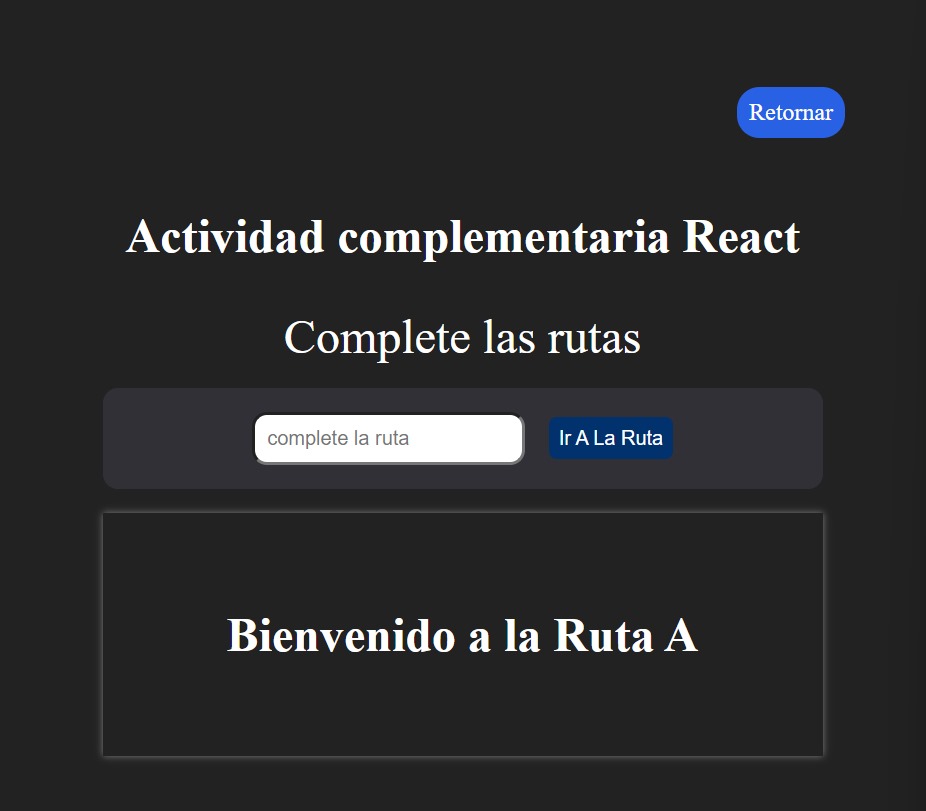 Retornar
Actividad complementaria React
Complete las rutas
complete la ruta
Ir A La Ruta
Bienvenido a la Ruta A